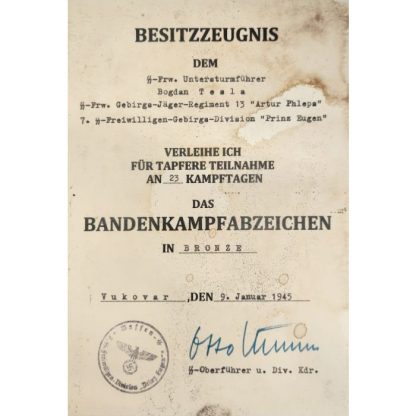 BESITZZEUGNIS
DEM
ᛋᛋ-Frw. Untersturmführer
Bogdan Tesla
ᛋᛋ-Frw. Gebirgs-Jäger-Regiment 13 "Artur Phleps"
7. ᛋᛋ-Freiwilligen-Gebirgs-Division "Prinz Eugen"
VERLEIHE ICH
FÜR TAPFERE TEILNAHME
AN 23 KAMPFTAGEN
DAS
BANDENKAMPFABZEICHEN
IN BRONZE
Vukovar ,DEN 9. Januar 1945
Otto
ᛋᛋ-Oberführer u. Div. Kdr.